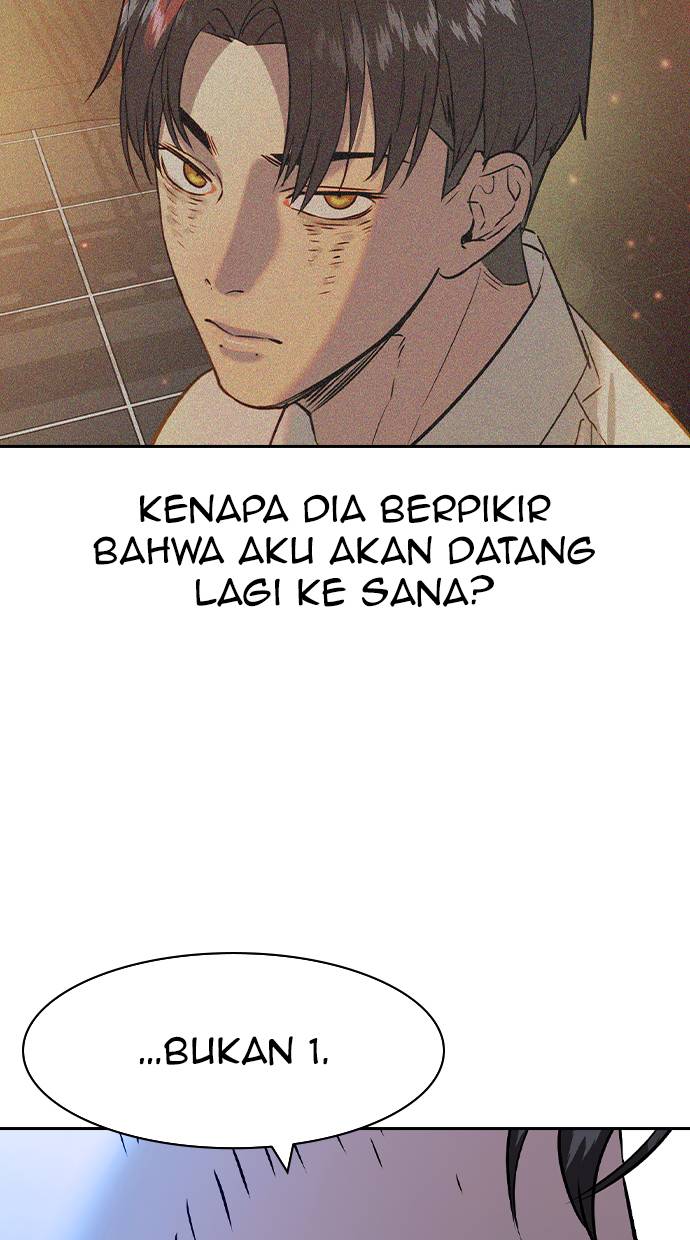 KENAPA DIA BERPIKIR
BAHWA AKU AKAN DATANG
LAGI KE SANA?
...BUKAN 1.